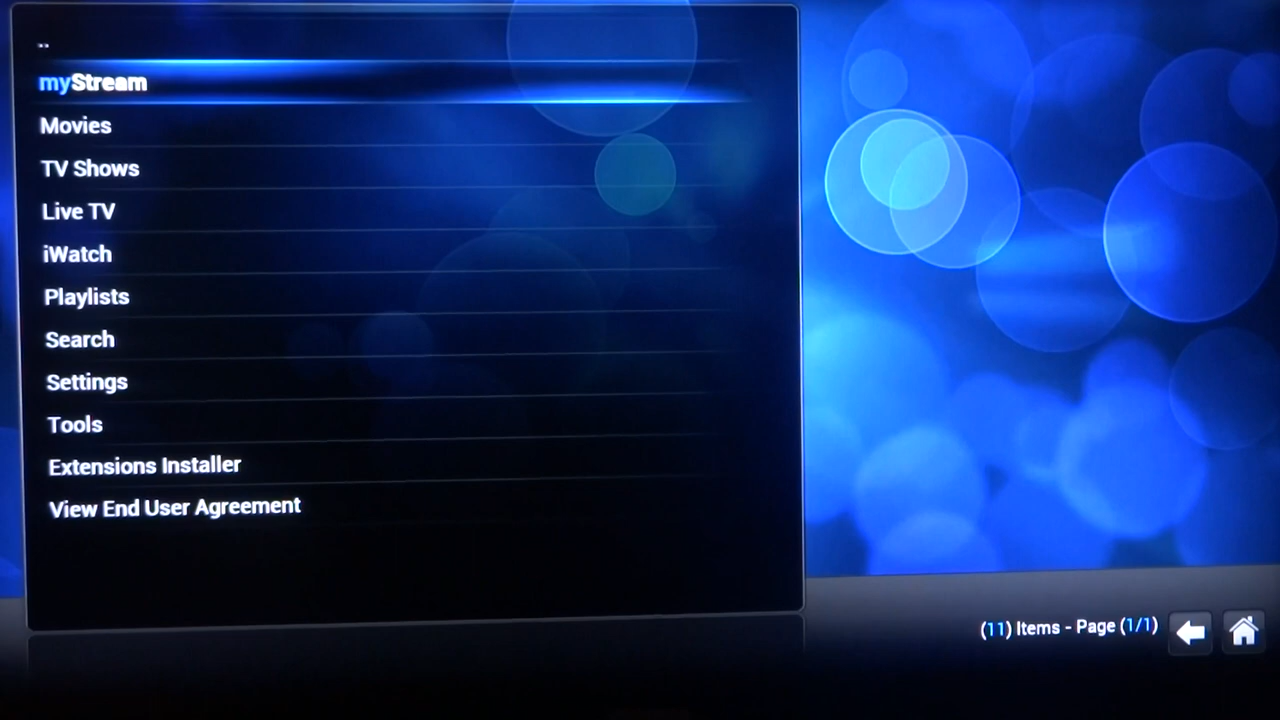 ..
myStream
Movies
TV Shows
Live TV
iWatch
Playlists
Search
Settings
Tools
Extensions Installer
View End User Agreement
(11) Items - Page (1/1)